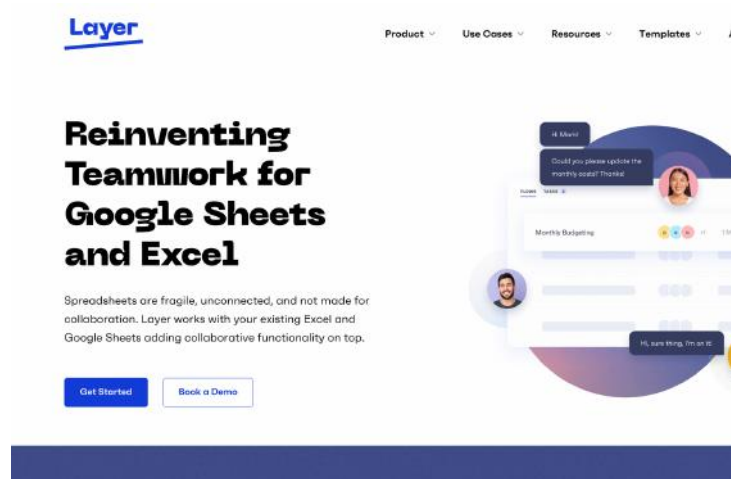 Layer
Product
Use Cases
Resources
Templates
Reinventing
Teamwork for
Google Sheets
and Excel
Spreadsheets are fragile, unconnected, and not made for
collaboration. Layer works with your existing Excel and
Google Sheets adding collaborative functionality on top.
Get Started
Book a Demo
Hi Mark!
Could you please update the
monthly costs? Thanks!
Monthly Budgeting
Hi, sure thing, I'm on it!